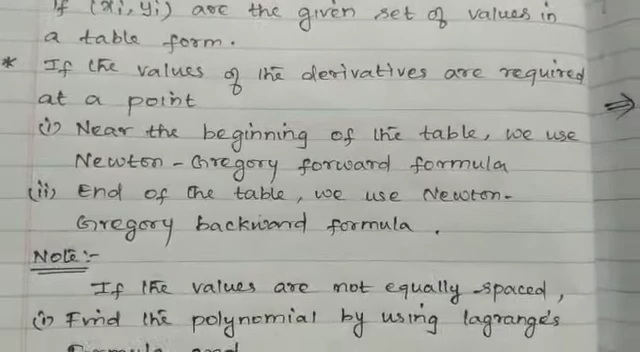 If (xi, yi) are the given set of values in
a table form.
* If the values of the derivatives are required
at a point
(i) Near the beginning of the table, we use
Newton - Gregory forward formula
(ii) End of the table, we use Newton-
Gregory backward formula.
Note:-
If the values are not equally -spaced,
(i) Find the polynomial by using lagrange's
Formula and